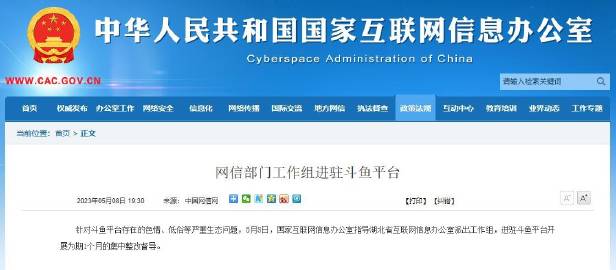 中华人民共和国国家互联网信息办公室
Cyberspace Administration of China
WWW.CAC.GOV.CN
请输入检索关键词
首页 权威发布 办公室工作 网络安全 信息化 网络传播 国际交流 地方网信 执法督查 政策法规 互动中心 教育培训 业界动态 工作专题
当前位置：首页 > 正文
网信部门工作组进驻斗鱼平台
2023年05月08日 19:30 来源：中国网信网 【打印】【纠错】 A+ A-
针对斗鱼平台存在的色情、低俗等严重生态问题，5月8日，国家互联网信息办公室指导湖北省互联网信息办公室派出工作组，进驻斗鱼平台开
展为期1个月的集中整改督导。